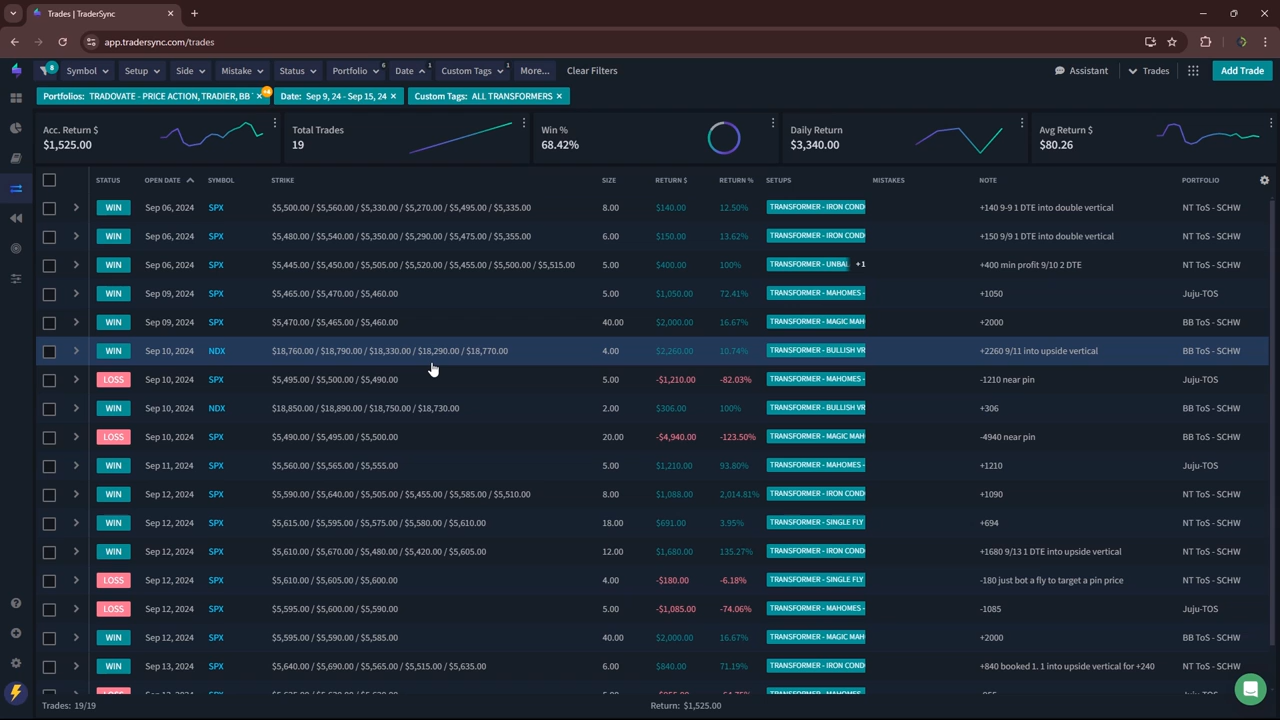 Trades | TraderSync
app.tradersync.com/trades
8 Symbol Setup Side Mistake Status Portfolio 6 Date 1 Custom Tags 1 More... Clear Filters Assistant Trades Add Trade
Portfolios: TRADOVATE - PRICE ACTION, TRADIER, BB +4 Date: Sep 9, 24 - Sep 15, 24 Custom Tags: ALL TRANSFORMERS
Acc. Return $ Total Trades Win % Daily Return Avg Return $
$1,525.00 19 68.42% $3,340.00 $80.26
STATUS OPEN DATE SYMBOL STRIKE SIZE RETURN $ RETURN % SETUPS MISTAKES NOTE PORTFOLIO
WIN Sep 06, 2024 SPX $5,500.00 / $5,560.00 / $5,330.00 / $5,270.00 / $5,495.00 / $5,335.00 8.00 $140.00 12.50% TRANSFORMER - IRON COND +140 9-9 1 DTE into double vertical NT ToS - SCHW
WIN Sep 06, 2024 SPX $5,480.00 / $5,540.00 / $5,350.00 / $5,290.00 / $5,475.00 / $5,355.00 6.00 $150.00 13.62% TRANSFORMER - IRON COND +150 9/9 1 DTE into double vertical NT ToS - SCHW
WIN Sep 06, 2024 SPX $5,445.00 / $5,450.00 / $5,505.00 / $5,520.00 / $5,455.00 / $5,500.00 / $5,515.00 5.00 $400.00 100% TRANSFORMER - UNBAL +1 +400 min profit 9/10 2 DTE NT ToS - SCHW
WIN Sep 09, 2024 SPX $5,465.00 / $5,470.00 / $5,460.00 5.00 $1,050.00 72.41% TRANSFORMER - MAHOMES - +1050 Juju-TOS
WIN Sep 09, 2024 SPX $5,470.00 / $5,465.00 / $5,460.00 40.00 $2,000.00 16.67% TRANSFORMER - MAGIC MAH +2000 BB ToS - SCHW
WIN Sep 10, 2024 NDX $18,760.00 / $18,790.00 / $18,330.00 / $18,290.00 / $18,770.00 4.00 $2,260.00 10.74% TRANSFORMER - BULLISH VR +2260 9/11 into upside vertical BB ToS - SCHW
LOSS Sep 10, 2024 SPX $5,495.00 / $5,500.00 / $5,490.00 5.00 -$1,210.00 -82.03% TRANSFORMER - MAHOMES - -1210 near pin Juju-TOS
WIN Sep 10, 2024 NDX $18,850.00 / $18,890.00 / $18,750.00 / $18,730.00 2.00 $306.00 100% TRANSFORMER - BULLISH VR +306 BB ToS - SCHW
LOSS Sep 10, 2024 SPX $5,490.00 / $5,495.00 / $5,500.00 20.00 -$4,940.00 -123.50% TRANSFORMER - MAGIC MAH -4940 near pin BB ToS - SCHW
WIN Sep 11, 2024 SPX $5,560.00 / $5,565.00 / $5,555.00 5.00 $1,210.00 93.80% TRANSFORMER - MAHOMES - +1210 Juju-TOS
WIN Sep 12, 2024 SPX $5,590.00 / $5,640.00 / $5,505.00 / $5,455.00 / $5,585.00 / $5,510.00 8.00 $1,088.00 2,014.81% TRANSFORMER - IRON COND +1090 NT ToS - SCHW
WIN Sep 12, 2024 SPX $5,615.00 / $5,595.00 / $5,575.00 / $5,580.00 / $5,610.00 18.00 $691.00 3.95% TRANSFORMER - SINGLE FLY +694 NT ToS - SCHW
WIN Sep 12, 2024 SPX $5,610.00 / $5,670.00 / $5,480.00 / $5,420.00 / $5,605.00 12.00 $1,680.00 135.27% TRANSFORMER - IRON COND +1680 9/13 1 DTE into upside vertical NT ToS - SCHW
LOSS Sep 12, 2024 SPX $5,610.00 / $5,605.00 / $5,600.00 4.00 -$180.00 -6.18% TRANSFORMER - SINGLE FLY -180 just bot a fly to target a pin price NT ToS - SCHW
LOSS Sep 12, 2024 SPX $5,595.00 / $5,600.00 / $5,590.00 5.00 -$1,085.00 -74.06% TRANSFORMER - MAHOMES - -1085 Juju-TOS
WIN Sep 12, 2024 SPX $5,595.00 / $5,590.00 / $5,585.00 40.00 $2,000.00 16.67% TRANSFORMER - MAGIC MAH +2000 BB ToS - SCHW
WIN Sep 13, 2024 SPX $5,640.00 / $5,690.00 / $5,565.00 / $5,515.00 / $5,635.00 6.00 $840.00 71.19% TRANSFORMER - IRON COND +840 booked 1. 1 into upside vertical for +240 NT ToS - SCHW
Trades: 19/19 Return: $1,525.00